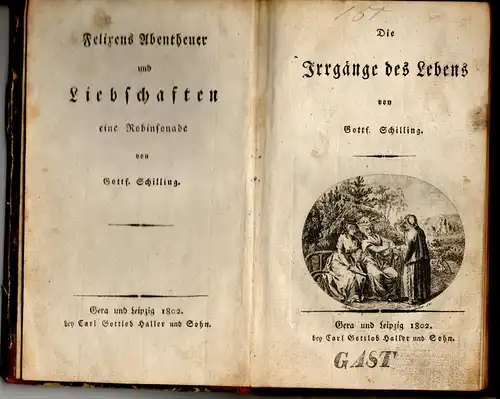 Felixens Abentheuer
und
Liebschaften
eine Robinsonade
von
Gottf. Schilling.
Gera und Leipzig 1802.
bey Carl Gottlob Haller und Sohn.
151
Die
Irrgänge des Lebens
von
Gottf. Schilling.
Gera und Leipzig 1802.
bey Carl Gottlob Haller und Sohn.
GAST